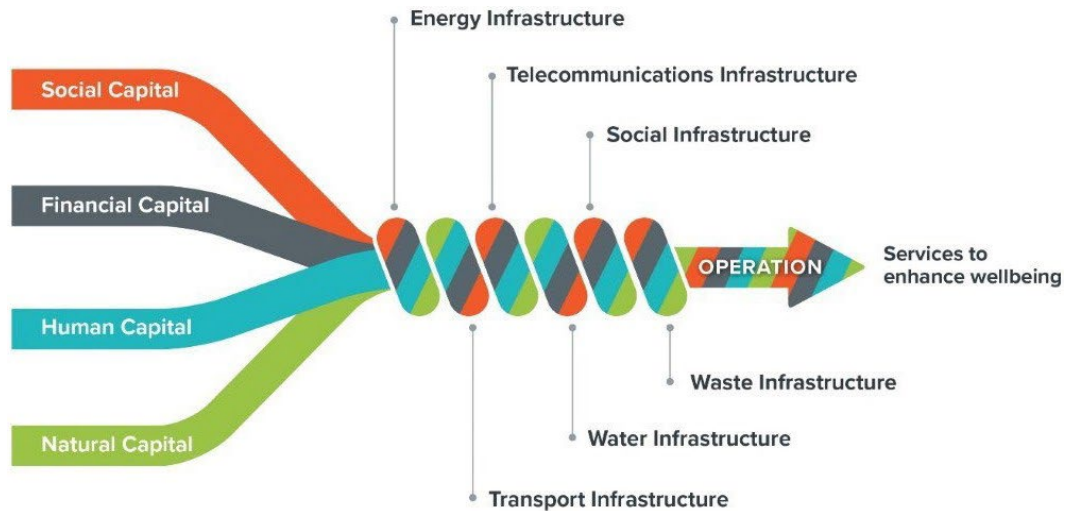 Energy Infrastructure
Telecommunications Infrastructure
Social Capital
Social Infrastructure
Financial Capital
OPERATION
Services to
enhance wellbeing
Human Capital
Waste Infrastructure
Natural Capital
Water Infrastructure
Transport Infrastructure